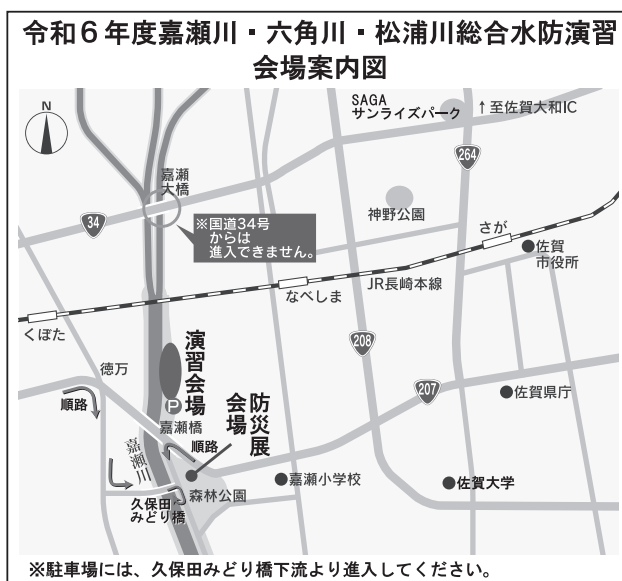 令和６年度嘉瀬川・六角川・松浦川総合水防演習
会場案内図
N
SAGA
サンライズパーク
↑至佐賀大和IC
264
嘉瀬
大橋
34
※国道34号
からは
進入できません。
神野公園
さが
佐賀
市役所
なべしま
JR長崎本線
くぼた
徳万
演習会場
208
207
順路
P
嘉瀬橋
防災展
会場
佐賀県庁
嘉瀬川
順路
久保田
みどり橋
森林公園
嘉瀬小学校
佐賀大学
※駐車場には、久保田みどり橋下流より進入してください。